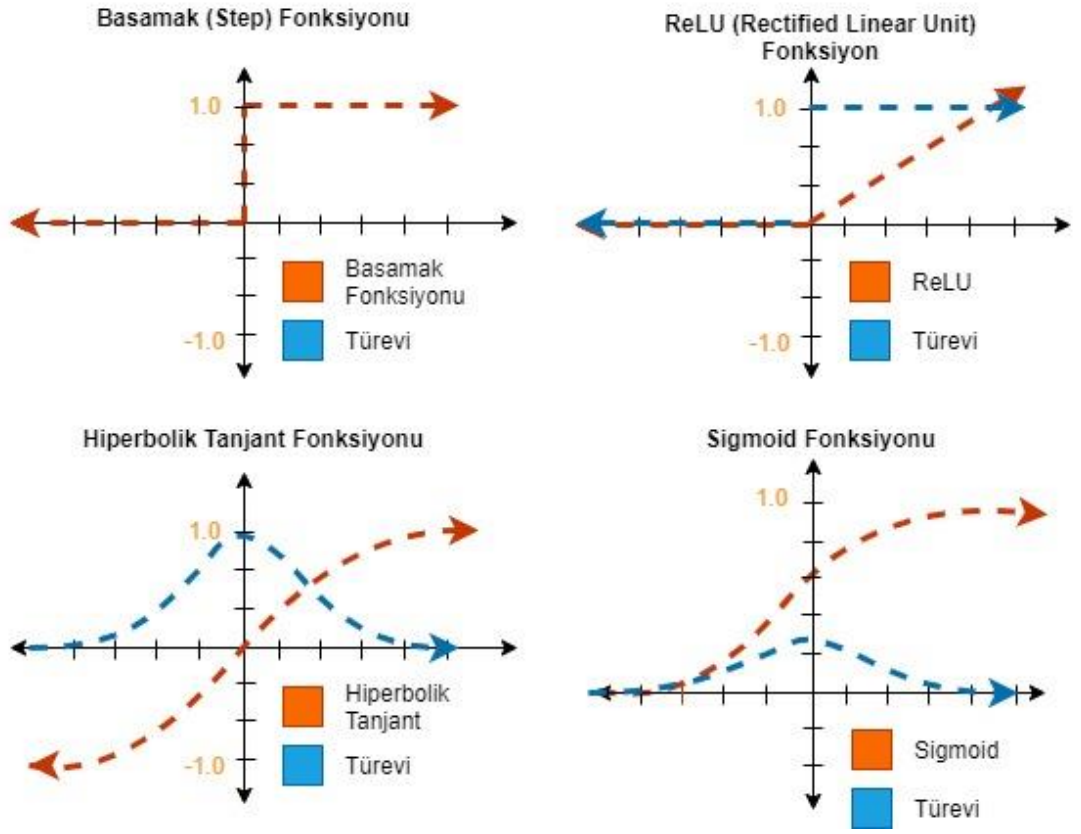 Basamak (Step) Fonksiyonu
1.0
-1.0
Basamak
Fonksiyonu
Türevi
ReLU (Rectified Linear Unit)
Fonksiyon
1.0
-1.0
ReLU
Türevi
Hiperbolik Tanjant Fonksiyonu
1.0
-1.0
Hiperbolik
Tanjant
Türevi
Sigmoid Fonksiyonu
1.0
Sigmoid
Türevi